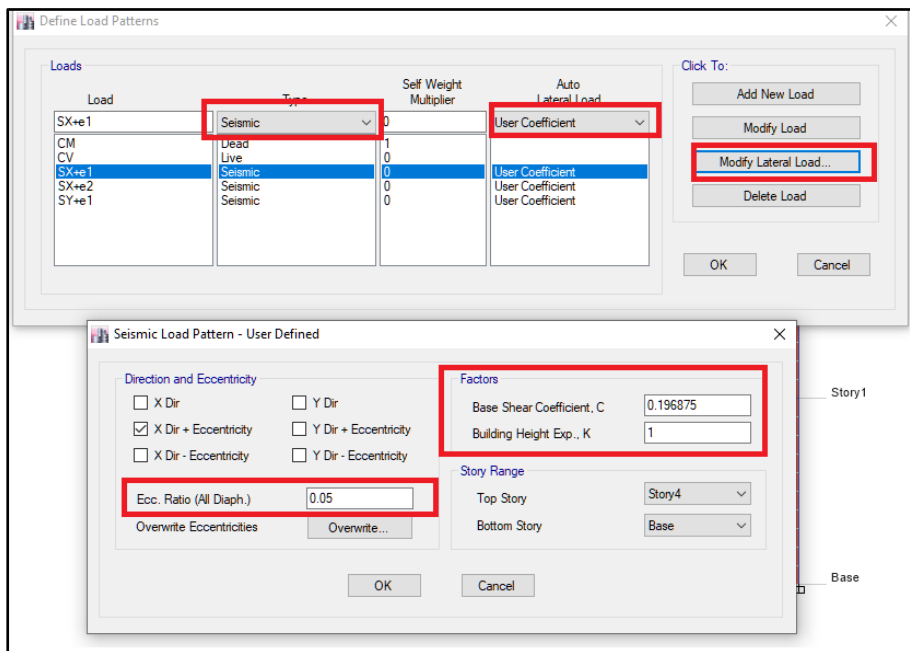 Define Load Patterns
Loads
Click To:
Load
Type
Self Weight
Multiplier
Auto
Lateral Load
SX+e1 Seismic 0 User Coefficient
CM Dead 1
CV Live 0
SX+e1 Seismic 0 User Coefficient
SX+e2 Seismic 0 User Coefficient
SY+e1 Seismic 0 User Coefficient
Add New Load
Modify Load
Modify Lateral Load...
Delete Load
OK Cancel
Seismic Load Pattern - User Defined
Direction and Eccentricity
X Dir Y Dir
X Dir + Eccentricity Y Dir + Eccentricity
X Dir - Eccentricity Y Dir - Eccentricity
Ecc. Ratio (All Diaph.) 0.05
Overwrite Eccentricities Overwrite...
Factors
Base Shear Coefficient, C 0.196875
Building Height Exp., K 1
Story Range
Top Story Story4
Bottom Story Base
OK Cancel
Story1
Base